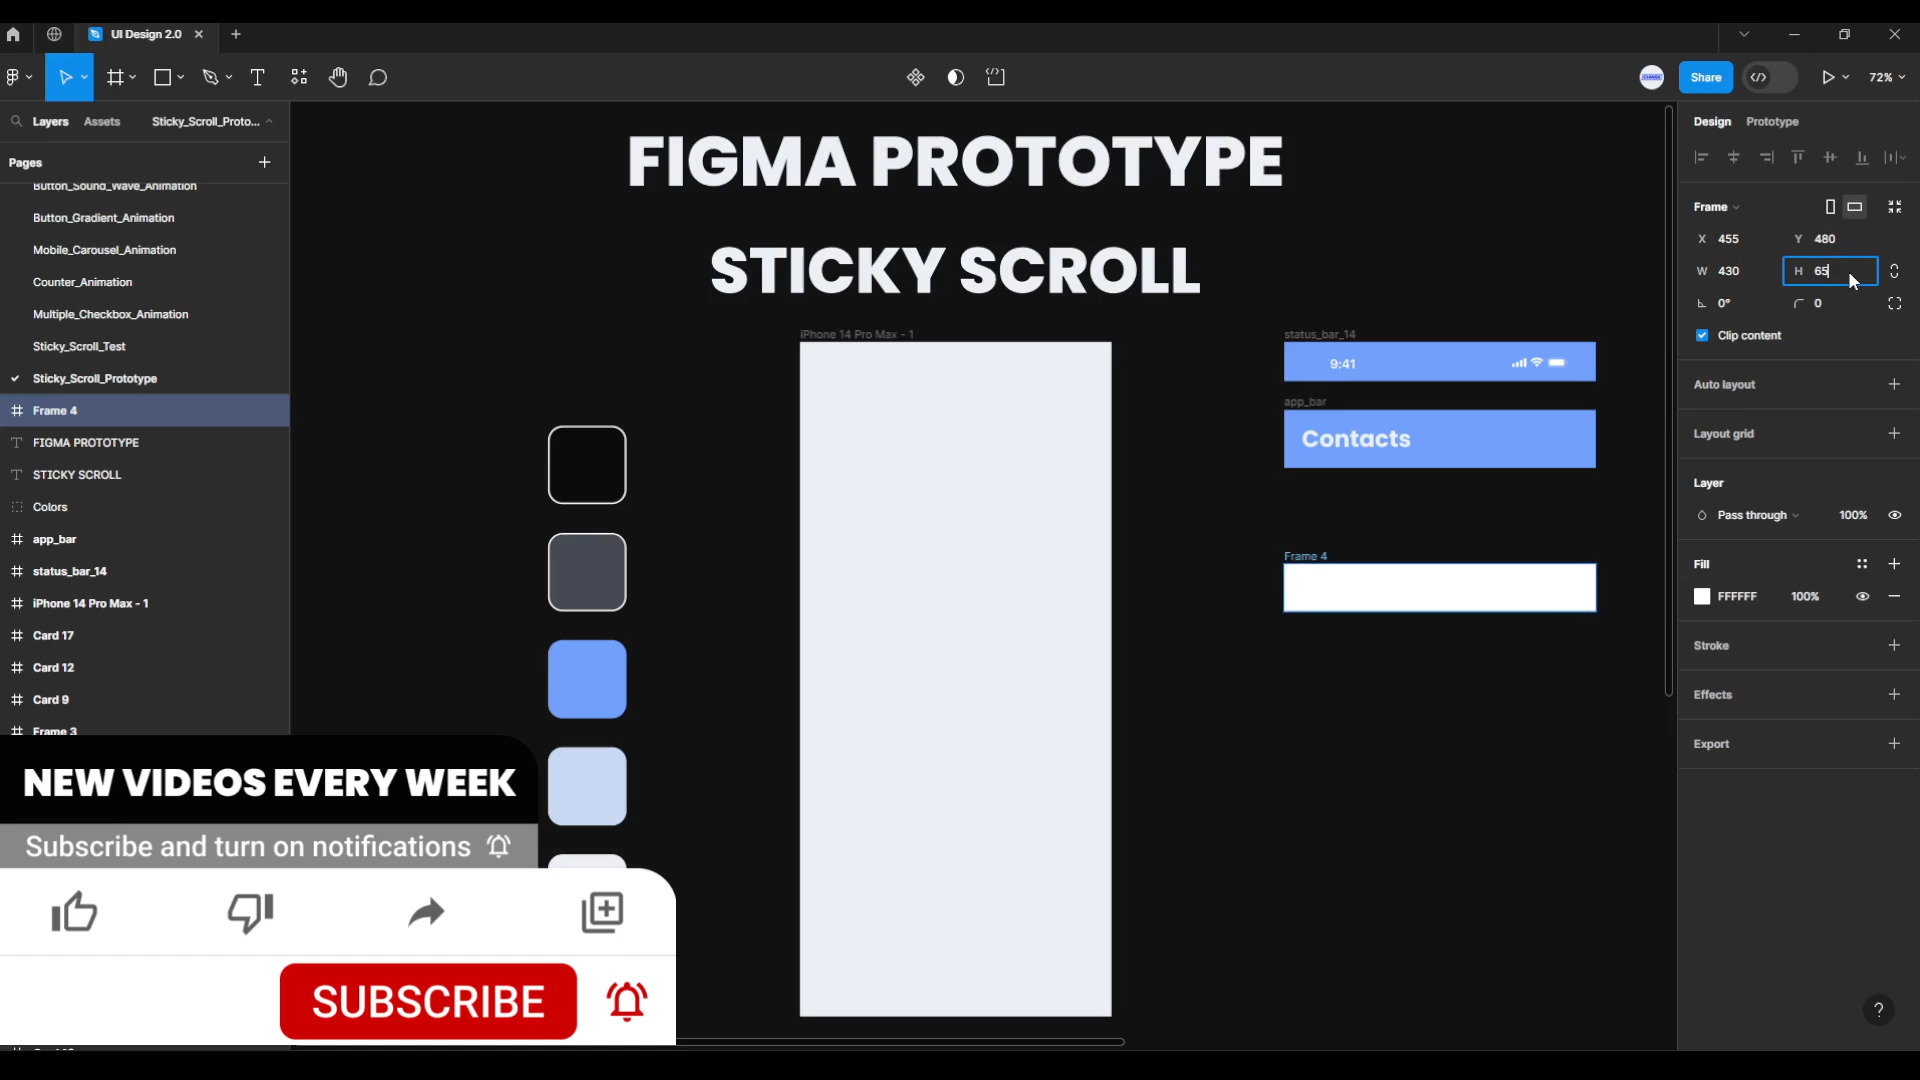 UI Design 2.0
Share
72%
Layers
Assets
Sticky_Scroll_Proto...
Pages
Button_Sound_Wave_Animation
Button_Gradient_Animation
Mobile_Carousel_Animation
Counter_Animation
Multiple_Checkbox_Animation
Sticky_Scroll_Test
Sticky_Scroll_Prototype
Frame 4
FIGMA PROTOTYPE
STICKY SCROLL
Colors
app_bar
status_bar_14
iPhone 14 Pro Max - 1
Card 17
Card 12
Card 9
Frame 3
FIGMA PROTOTYPE
STICKY SCROLL
iPhone 14 Pro Max - 1
status_bar_14
9:41
app_bar
Contacts
Frame 4
Design
Prototype
Frame
X 455
Y 480
W 430
H 65
0°
0
Clip content
Auto layout
Layout grid
Layer
Pass through
100%
Fill
FFFFFF
100%
Stroke
Effects
Export
?
NEW VIDEOS EVERY WEEK
Subscribe and turn on notifications
SUBSCRIBE